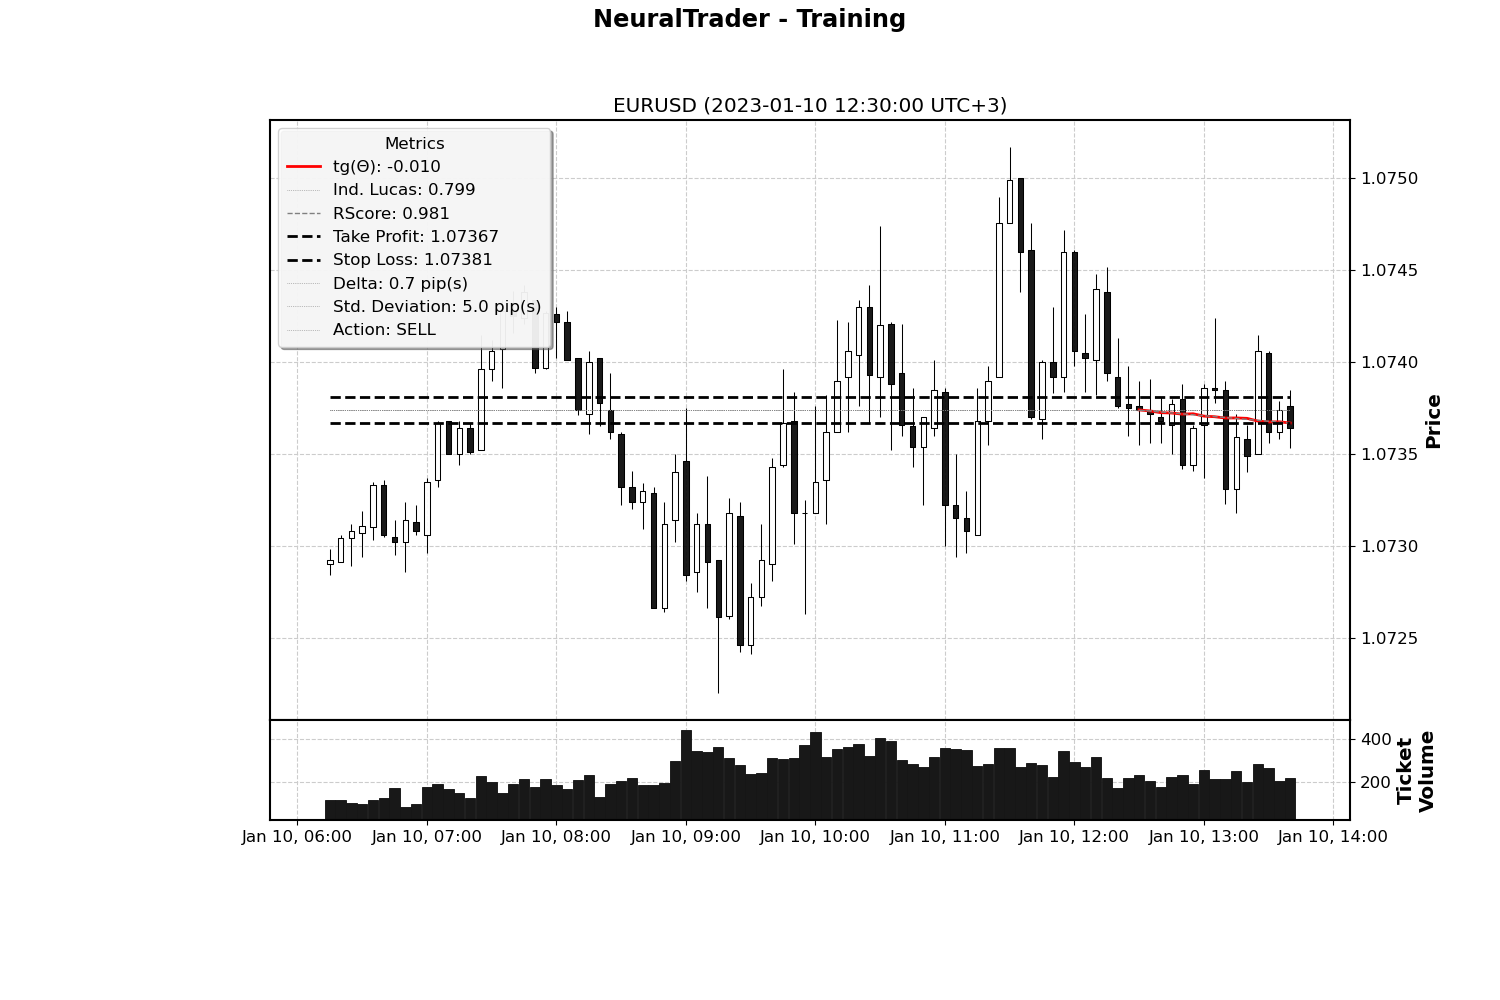 NeuralTrader - Training
EURUSD (2023-01-10 12:30:00 UTC+3)
Metrics
tg(Θ): -0.010
Ind. Lucas: 0.799
RScore: 0.981
Take Profit: 1.07367
Stop Loss: 1.07381
Delta: 0.7 pip(s)
Std. Deviation: 5.0 pip(s)
Action: SELL
1.0750
1.0745
1.0740
1.0735
1.0730
1.0725
Price
400
200
Ticket
Volume
Jan 10, 06:00
Jan 10, 07:00
Jan 10, 08:00
Jan 10, 09:00
Jan 10, 10:00
Jan 10, 11:00
Jan 10, 12:00
Jan 10, 13:00
Jan 10, 14:00